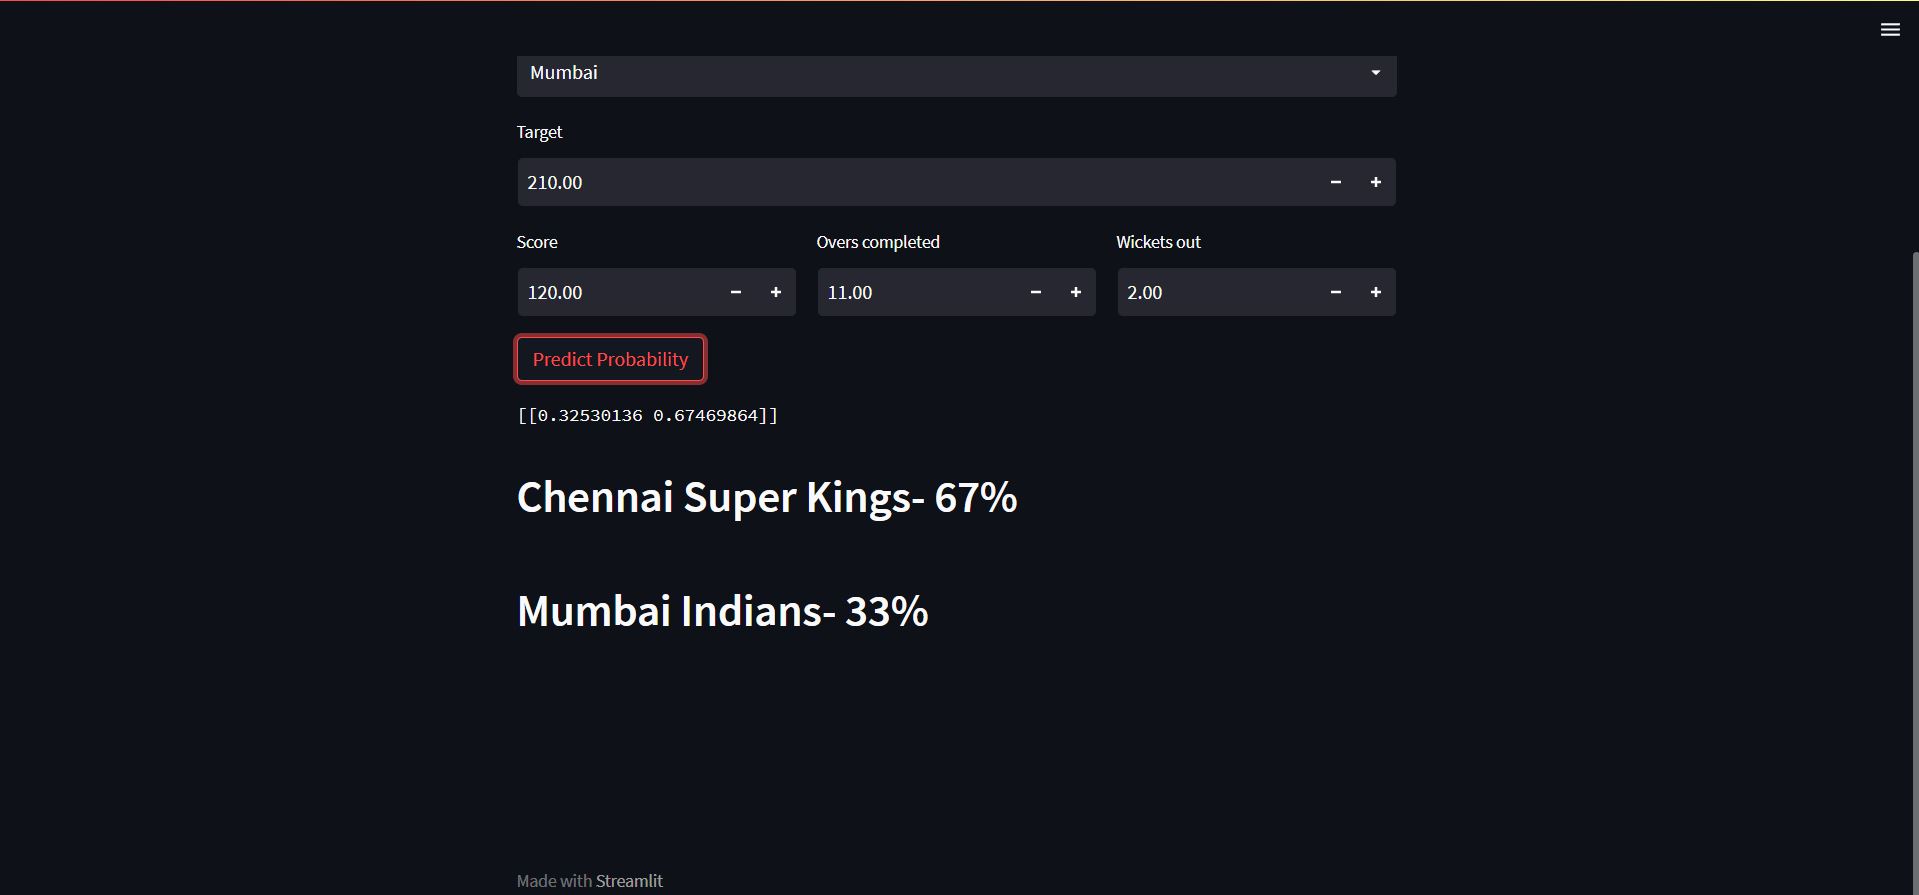 Mumbai
Target
210.00
Score Overs completed Wickets out
120.00 11.00 2.00
Predict Probability
[[0.32530136 0.67469864]]
Chennai Super Kings- 67%
Mumbai Indians- 33%
Made with Streamlit